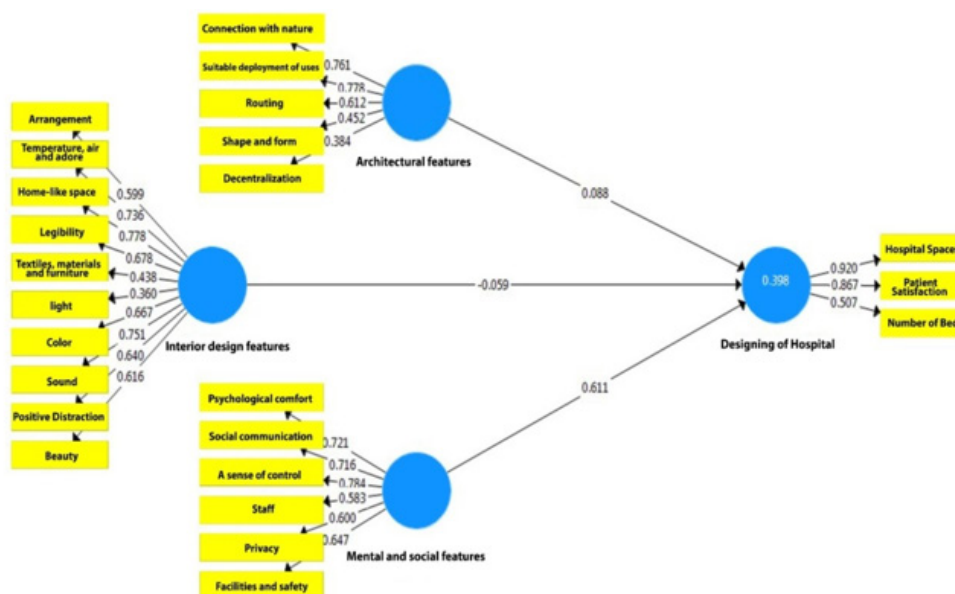 Connection with nature
Suitable deployment of uses
Routing
Shape and form
Decentralization
0.761
0.778
0.612
0.452
0.384
Architectural features
Arrangement
Temperature, air
and adore
Home-like space
Legibility
Textiles, materials
and furniture
light
Color
Sound
Positive Distraction
Beauty
0.599
0.736
0.778
0.678
0.438
0.360
0.667
0.751
0.640
0.616
Interior design features
0.088
-0.059
0.611
0.398
Designing of Hospital
0.920
0.867
0.507
Hospital Space
Patient
Satisfaction
Number of Bed
Psychological comfort
Social communication
A sense of control
Staff
Privacy
Facilities and safety
0.721
0.716
0.784
0.583
0.600
0.647
Mental and social features